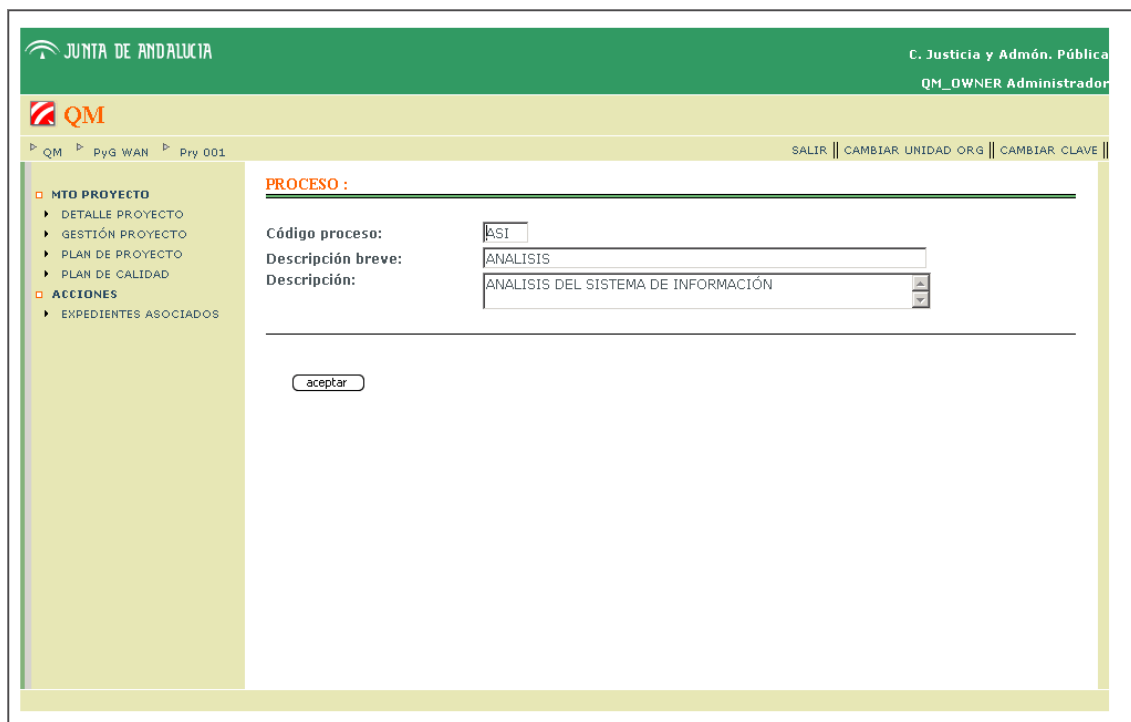 JUNTA DE ANDALUCIA
C. Justicia y Admón. Pública
QM_OWNER Administrador
QM
QM PyG WAN Pry 001
SALIR || CAMBIAR UNIDAD ORG || CAMBIAR CLAVE ||
MTO PROYECTO
DETALLE PROYECTO
GESTIÓN PROYECTO
PLAN DE PROYECTO
PLAN DE CALIDAD
ACCIONES
EXPEDIENTES ASOCIADOS
PROCESO :
Código proceso: ASI
Descripción breve: ANALISIS
Descripción: ANALISIS DEL SISTEMA DE INFORMACIÓN
aceptar